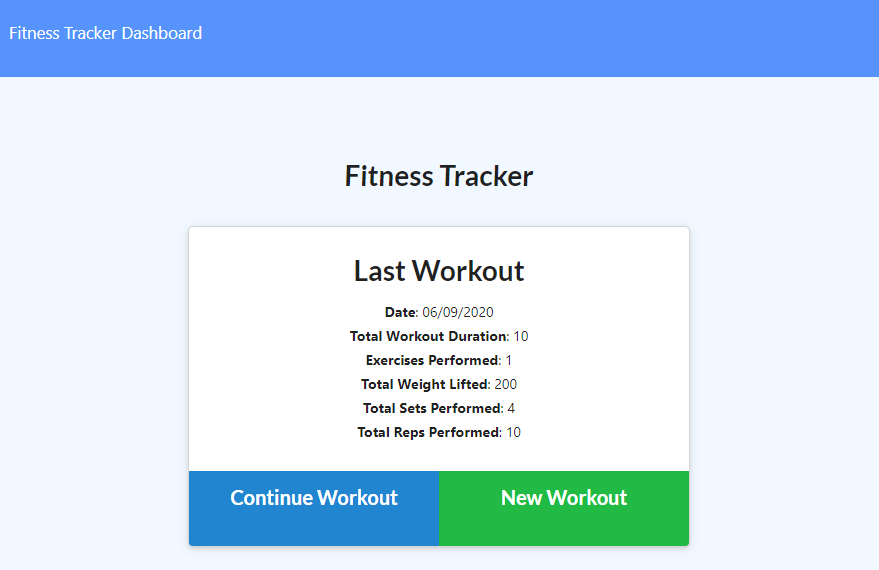 Fitness Tracker Dashboard
Fitness Tracker
Last Workout
Date: 06/09/2020
Total Workout Duration: 10
Exercises Performed: 1
Total Weight Lifted: 200
Total Sets Performed: 4
Total Reps Performed: 10
Continue Workout New Workout